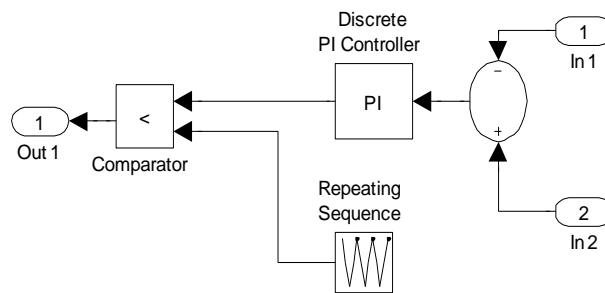 Discrete
PI Controller
1
In 1
−
PI
<
1
Out 1
Comparator
+
Repeating
Sequence
2
In 2